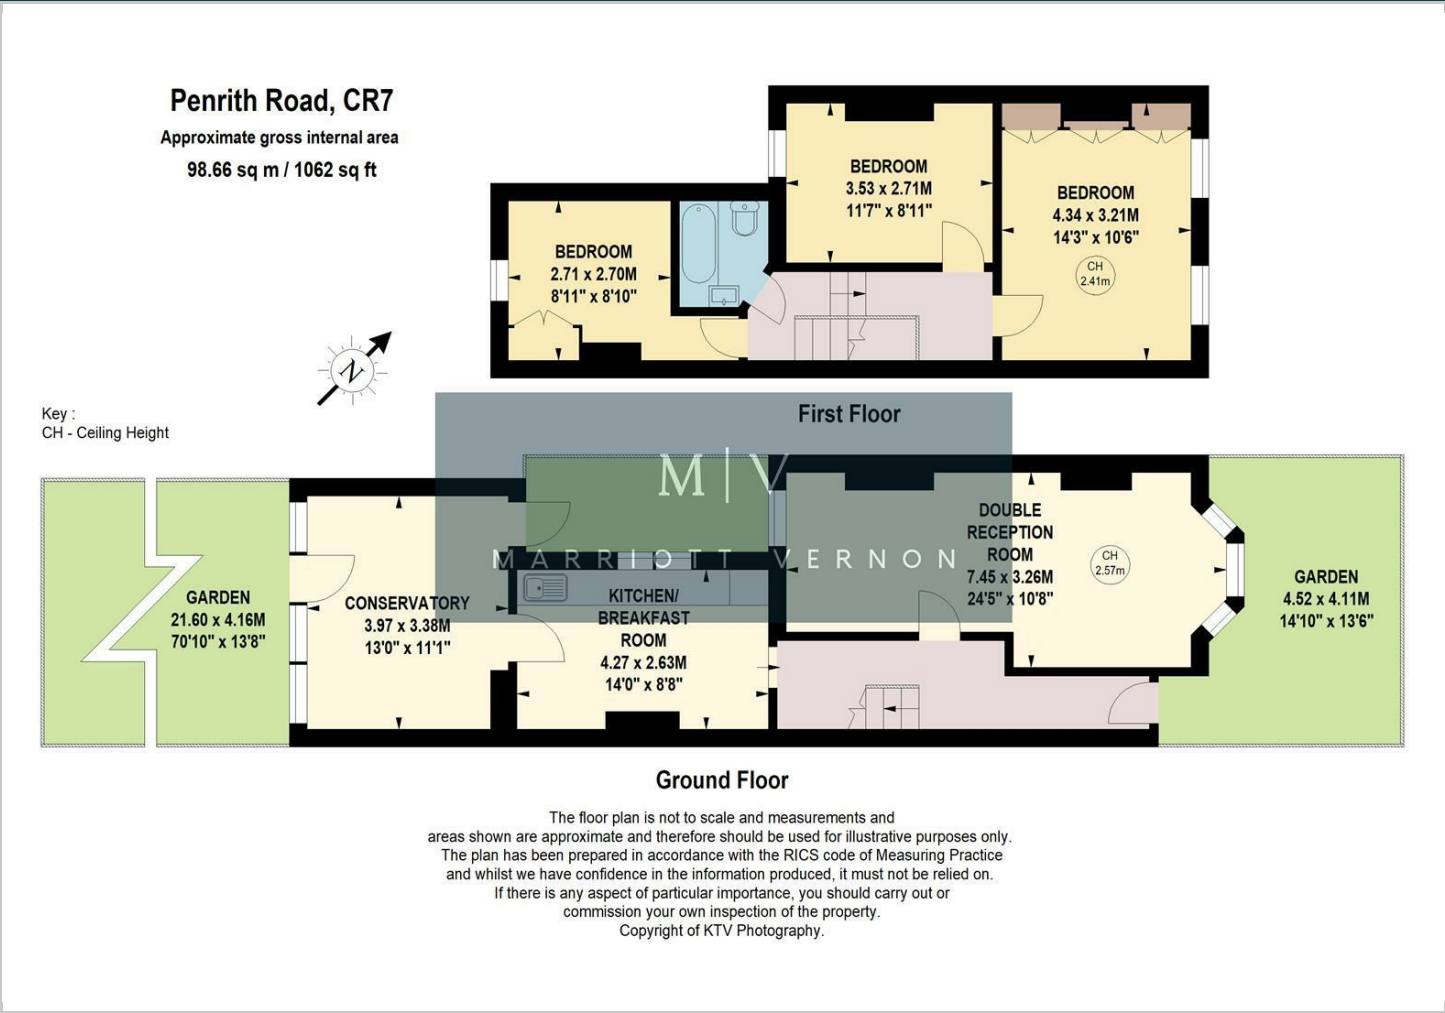 Penrith Road, CR7
Approximate gross internal area
98.66 sq m / 1062 sq ft
BEDROOM
3.53 x 2.71M
11'7" x 8'11"
BEDROOM
4.34 x 3.21M
14'3" x 10'6"
CH
2.41m
BEDROOM
2.71 x 2.70M
8'11" x 8'10"
N
Key :
CH - Ceiling Height
First Floor
M|V
MARRIOTT VERNON
DOUBLE
RECEPTION
ROOM
7.45 x 3.26M
24'5" x 10'8"
CH
2.57m
GARDEN
21.60 x 4.16M
70'10" x 13'8"
CONSERVATORY
3.97 x 3.38M
13'0" x 11'1"
KITCHEN/
BREAKFAST
ROOM
4.27 x 2.63M
14'0" x 8'8"
GARDEN
4.52 x 4.11M
14'10" x 13'6"
Ground Floor
The floor plan is not to scale and measurements and
areas shown are approximate and therefore should be used for illustrative purposes only.
The plan has been prepared in accordance with the RICS code of Measuring Practice
and whilst we have confidence in the information produced, it must not be relied on.
If there is any aspect of particular importance, you should carry out or
commission your own inspection of the property.
Copyright of KTV Photography.